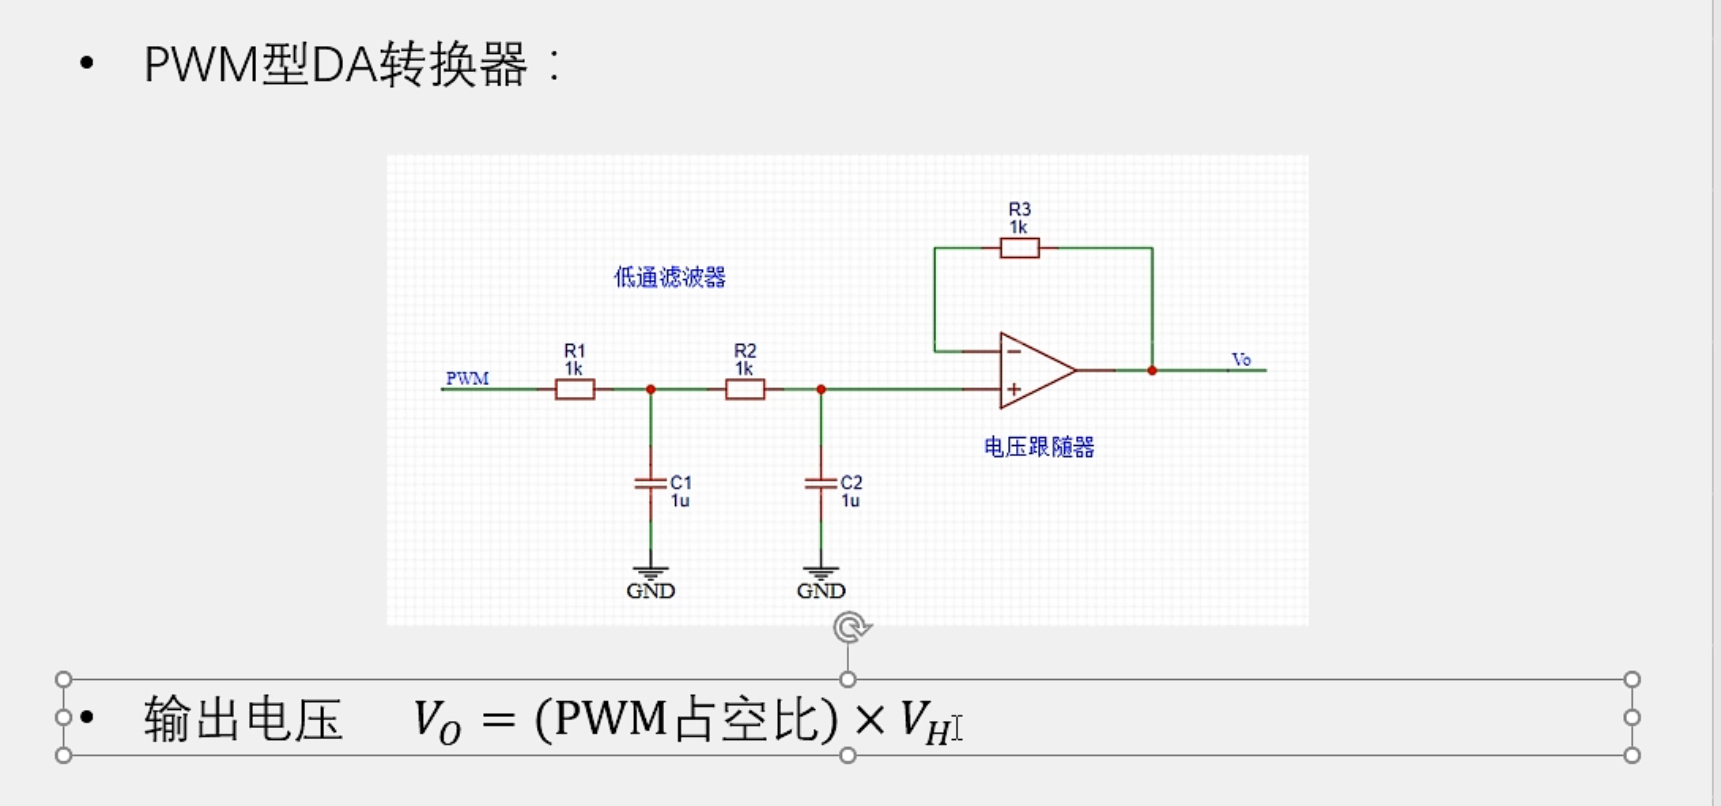 • PWM型DA转换器：
R3
1k
低通滤波器
R1
1k
R2
1k
PWM
Vo
电压跟随器
C1
1u
C2
1u
GND
GND
• 输出电压 V_O = (PWM占空比) × V_H